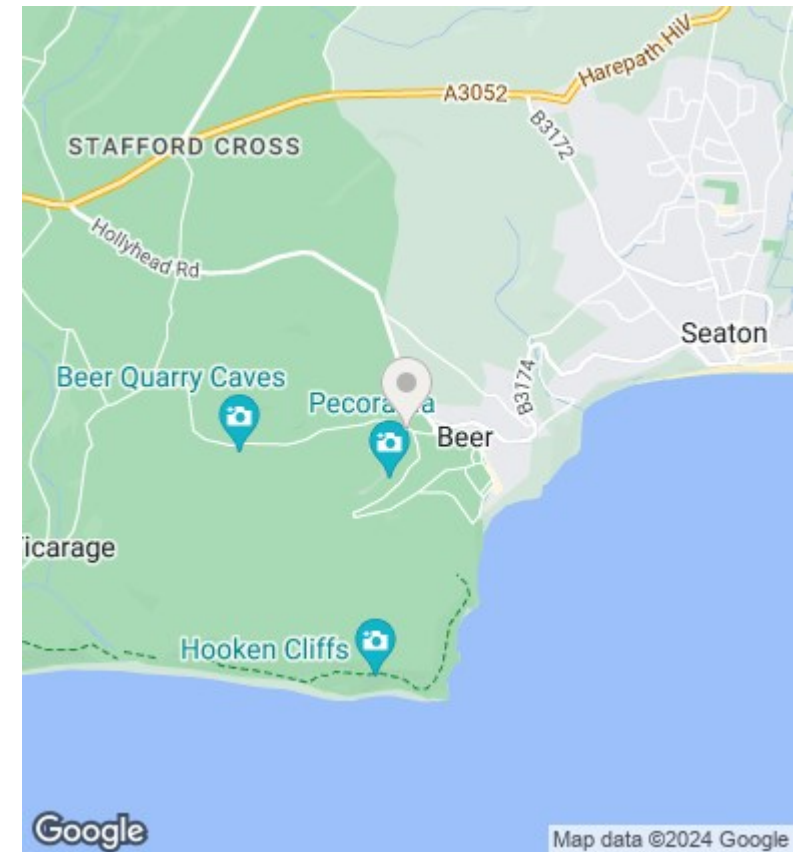 Harepath Hil
A3052
B3172
STAFFORD CROSS
Hollyhead Rd
Seaton
Beer Quarry Caves
B3174
Beer
icarage
Hooken Cliffs
Google
Map data ©2024 Google